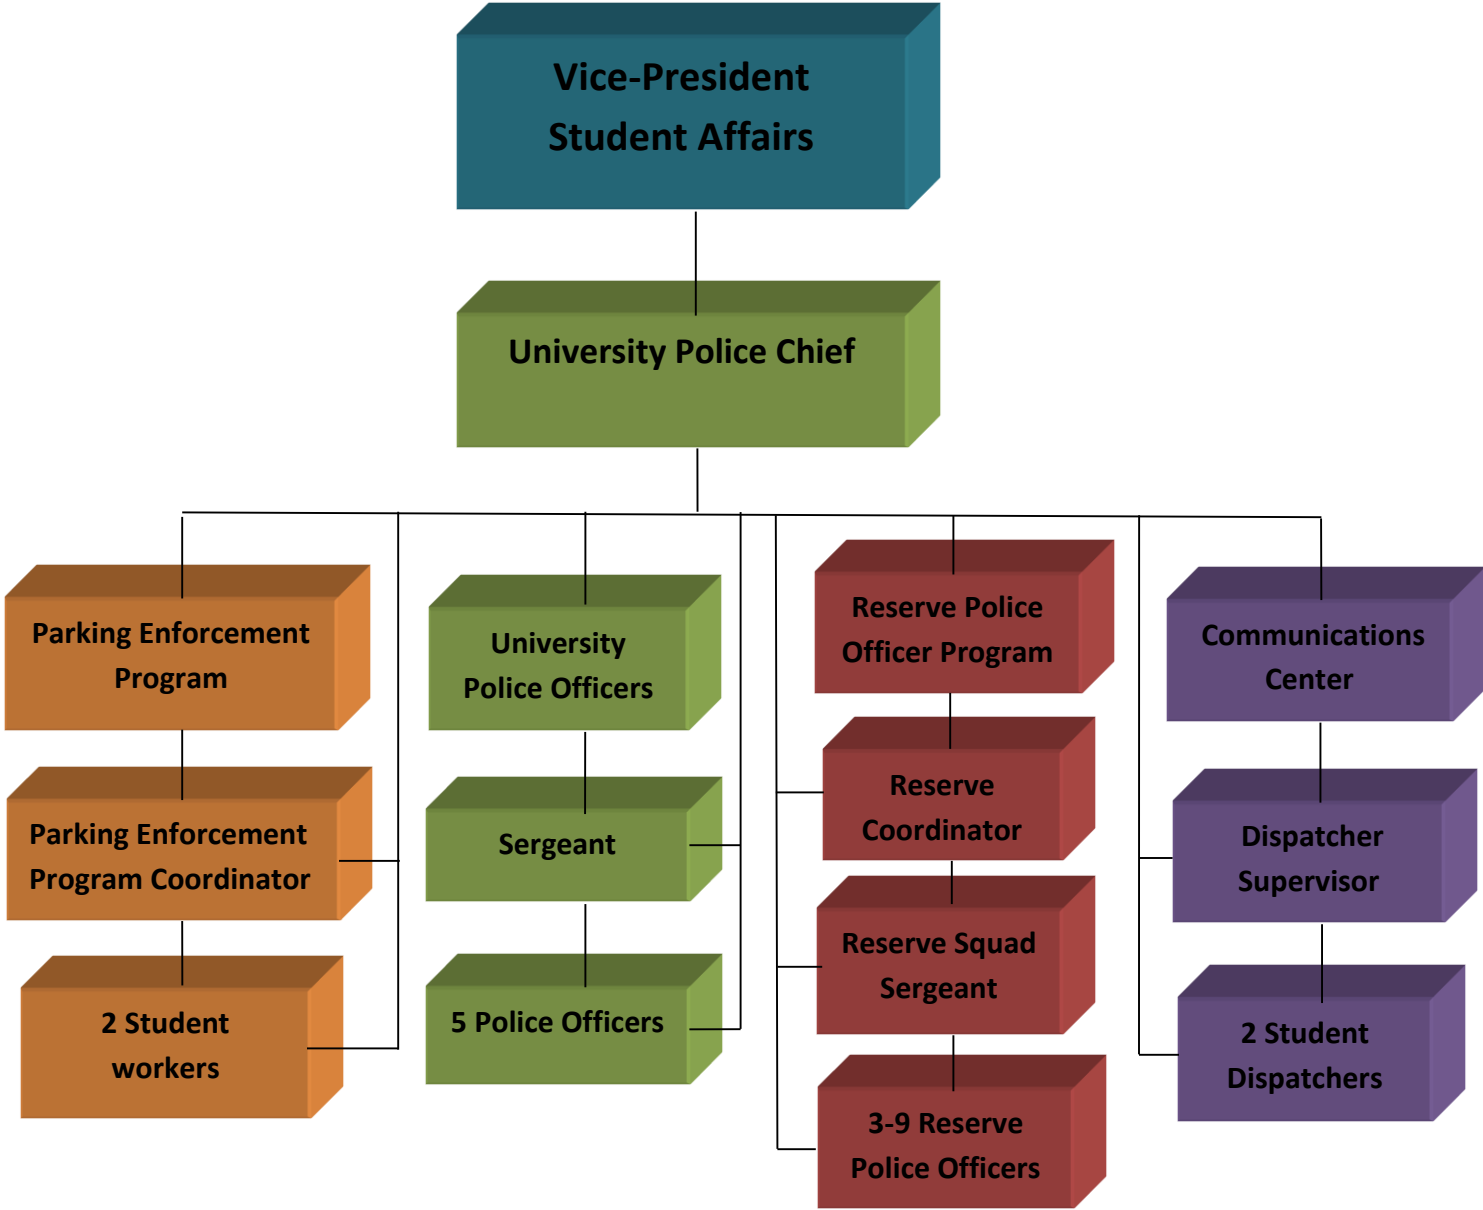 Vice-President
Student Affairs
University Police Chief
Parking Enforcement
Program
Parking Enforcement
Program Coordinator
2 Student
workers
University
Police Officers
Sergeant
5 Police Officers
Reserve Police
Officer Program
Reserve
Coordinator
Reserve Squad
Sergeant
3-9 Reserve
Police Officers
Communications
Center
Dispatcher
Supervisor
2 Student
Dispatchers